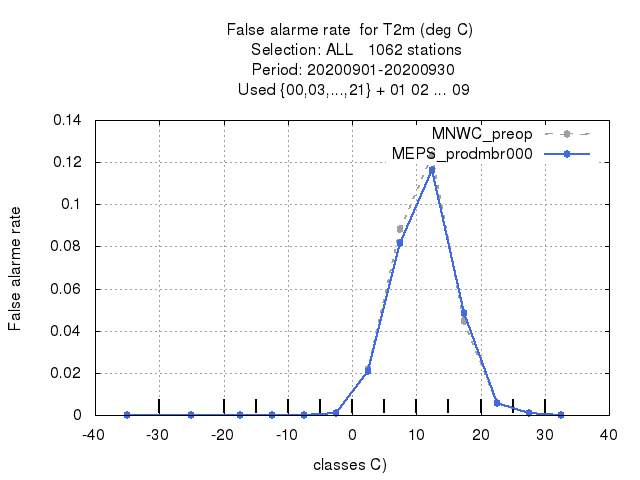 False alarme rate  for T2m (deg C)
Selection: ALL   1062 stations
Period: 20200901-20200930
Used {00,03,...,21} + 01 02 ... 09
MNWC_preop
MEPS_prodmbr000
False alarme rate
0.14
0.12
0.1
0.08
0.06
0.04
0.02
0
-40 -30 -20 -10 0 10 20 30 40
classes C)